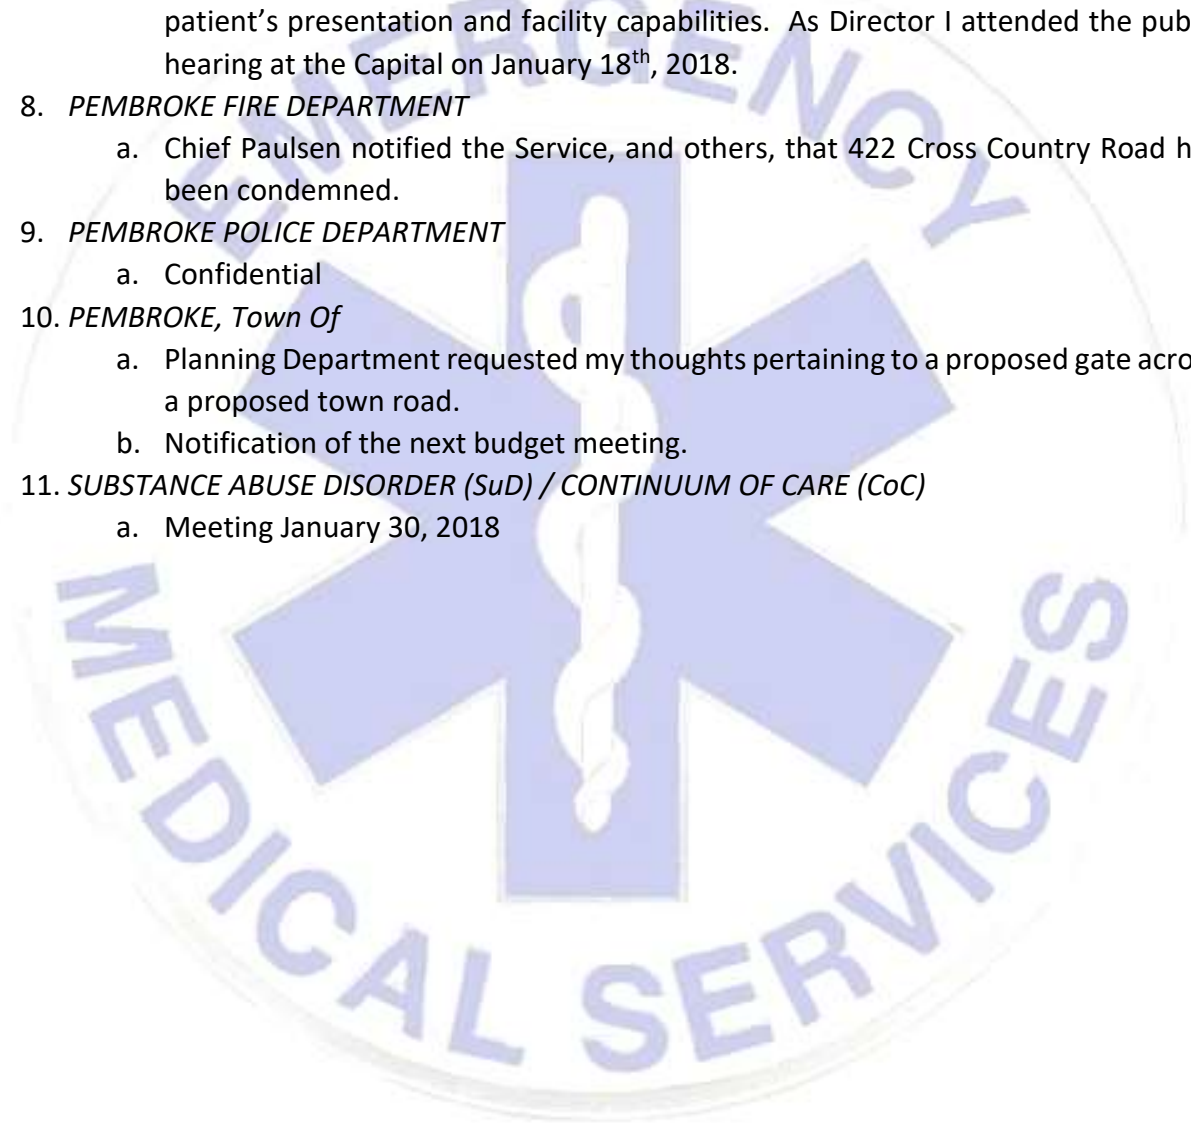 patient's presentation and facility capabilities. As Director I attended the pub
hearing at the Capital on January 18th, 2018.
8. PEMBROKE FIRE DEPARTMENT
a. Chief Paulsen notified the Service, and others, that 422 Cross Country Road h
been condemned.
9. PEMBROKE POLICE DEPARTMENT
a. Confidential
10. PEMBROKE, Town Of
a. Planning Department requested my thoughts pertaining to a proposed gate acro
a proposed town road.
b. Notification of the next budget meeting.
11. SUBSTANCE ABUSE DISORDER (SuD) / CONTINUUM OF CARE (CoC)
a. Meeting January 30, 2018
EMERGENCY
MEDICAL SERVICES